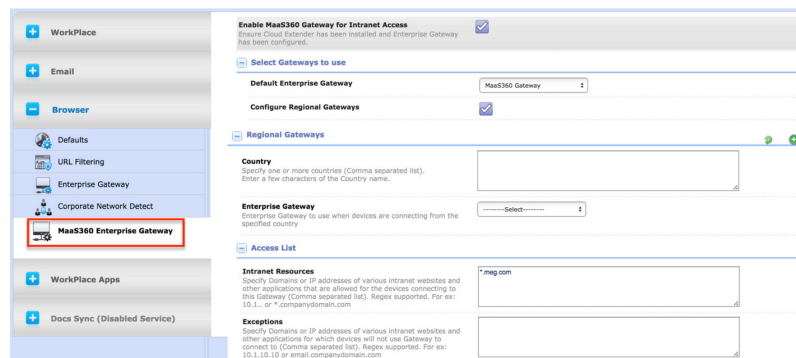 WorkPlace
Email
Browser
Defaults
URL Filtering
Enterprise Gateway
Corporate Network Detect
MaaS360 Enterprise Gateway
WorkPlace Apps
Docs Sync (Disabled Service)
Enable MaaS360 Gateway for Intranet Access
Ensure Cloud Extender has been installed and Enterprise Gateway
has been configured.
Select Gateways to use
Default Enterprise Gateway
MaaS360 Gateway
Configure Regional Gateways
Regional Gateways
Country
Specify one or more countries (Comma separated list).
Enter a few characters of the Country name.
Enterprise Gateway
Enterprise Gateway to use when devices are connecting from the
specified country
--------Select--------
Access List
Intranet Resources
Specify Domains or IP addresses of various intranet websites and
other applications that are allowed for the devices connecting to
this Gateway (Comma separated list). Regex supported. For ex:
10.1.. or *.companydomain.com
*.meg.com
Exceptions
Specify Domains or IP addresses of various intranet websites and
other applications for which devices will not use Gateway to
connect to (Comma separated list). Regex supported. For ex:
10.1.10.10 or email.companydomain.com